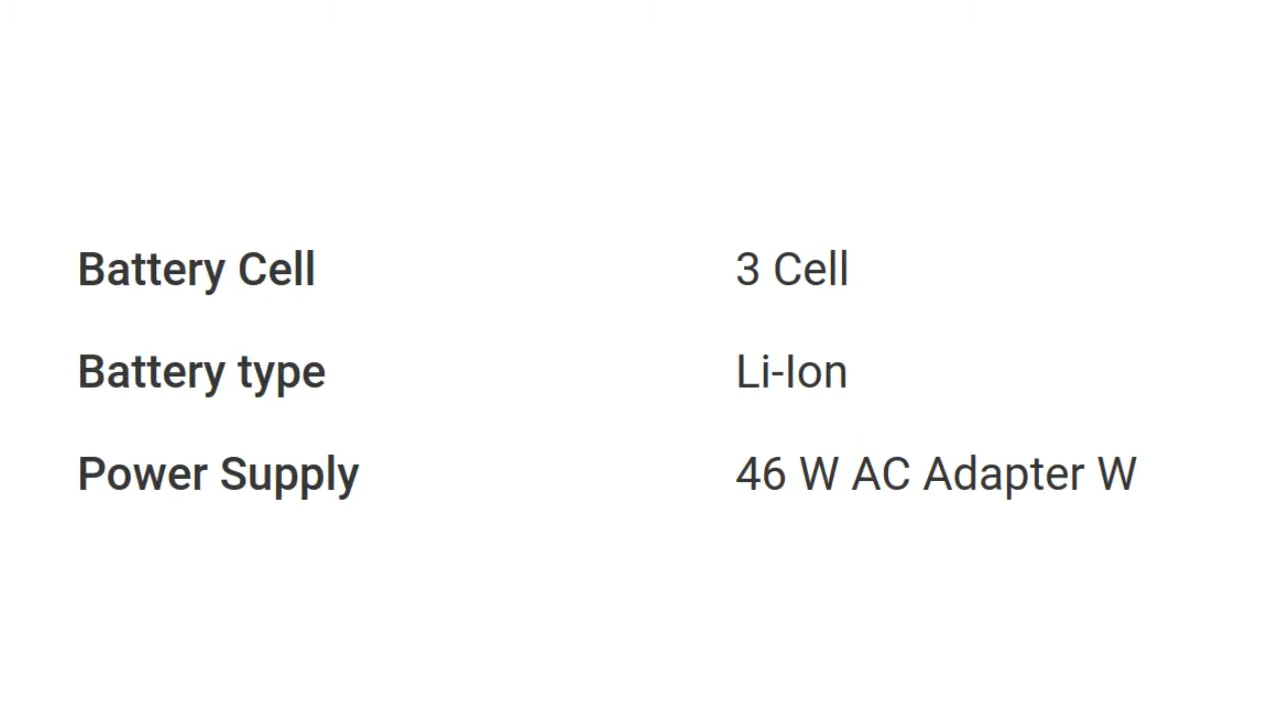 Battery Cell 3 Cell
Battery type Li-Ion
Power Supply 46 W AC Adapter W